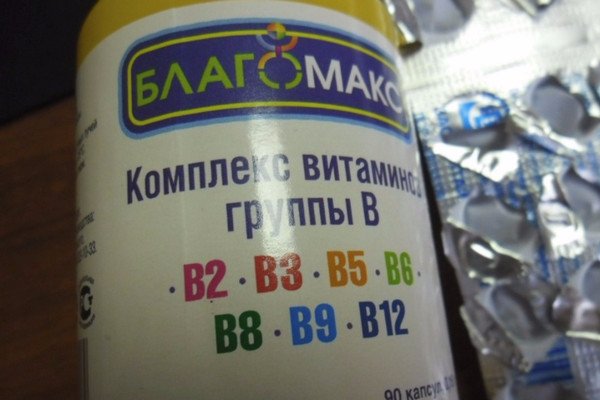 БЛАГОМАКС
Комплекс витаминов
группы В
· B2 · B3 · B5 · B6 ·
B8 · B9 · B12
90 капсул